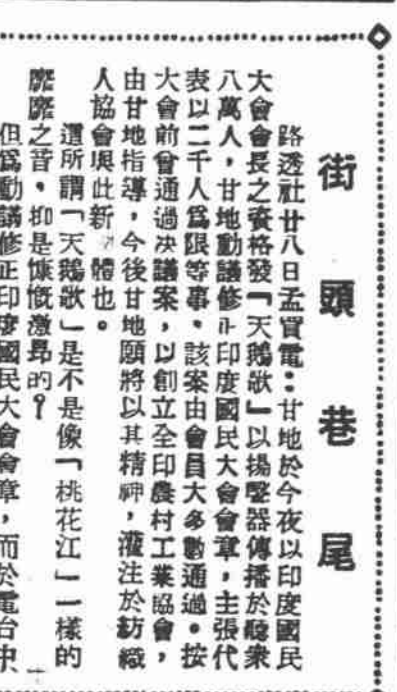 街頭巷尾
路透社廿八日孟買電：甘地於今夜以印度國民
大會會長之資格發「天鵝歌」以揚聲器傳播於聽衆
八萬人，甘地動議修正印度國民大會會章，主張代
表以二千人爲限等事。該案由會員大多數通過。按
大會前曾通過決議案，以創立全印農村工業協會，
由甘地指導，今後甘地願將以其精神，灌注於紡織
人協會與此新 體也。
這所謂「天鵝歌」是不是像「桃花江」一樣的
靡靡之音。抑是慷慨激昂的？
但爲動議修正印度國民大會會章，而於電台中